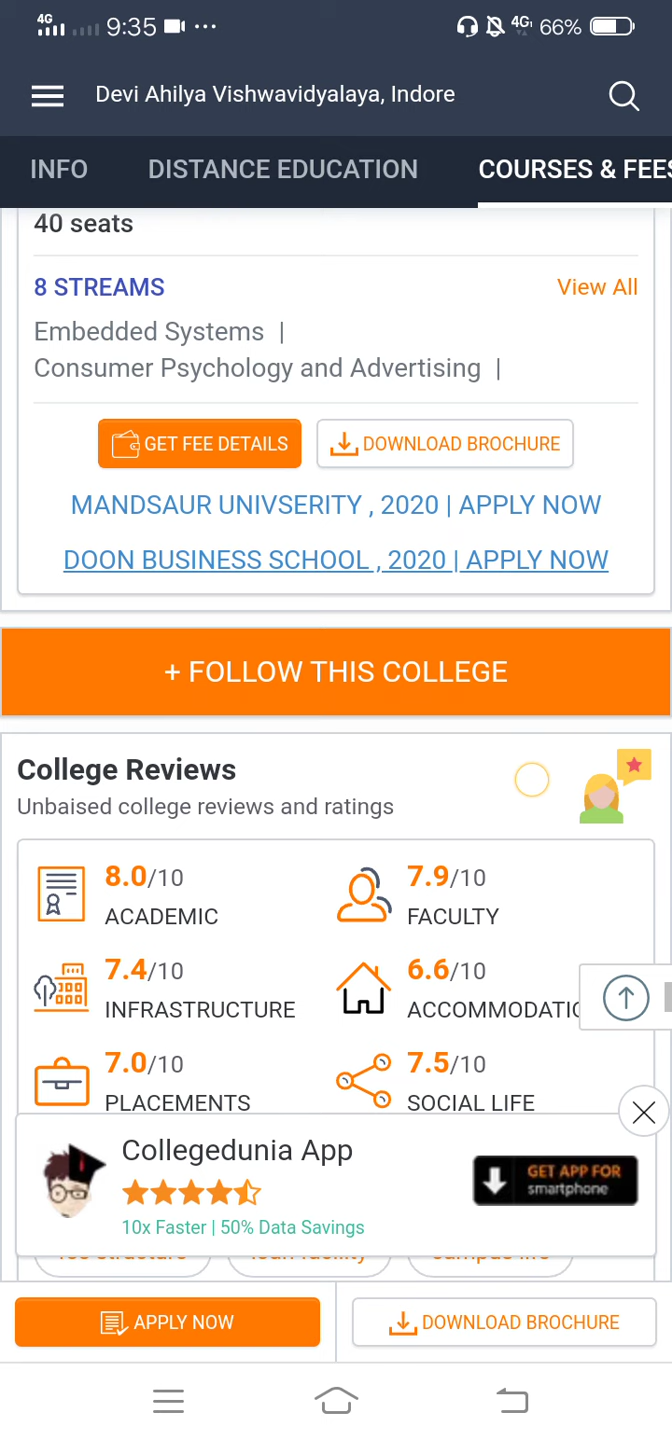 4G 9:35 4G 66%
Devi Ahilya Vishwavidyalaya, Indore
INFO DISTANCE EDUCATION COURSES & FEES
40 seats
8 STREAMS View All
Embedded Systems |
Consumer Psychology and Advertising |
GET FEE DETAILS DOWNLOAD BROCHURE
MANDSAUR UNIVSERITY , 2020 | APPLY NOW
DOON BUSINESS SCHOOL , 2020 | APPLY NOW
+ FOLLOW THIS COLLEGE
College Reviews
Unbaised college reviews and ratings
8.0/10 7.9/10
ACADEMIC FACULTY
7.4/10 6.6/10
INFRASTRUCTURE ACCOMMODATIO
7.0/10 7.5/10
PLACEMENTS SOCIAL LIFE
Collegedunia App
GET APP FOR
smartphone
10x Faster | 50% Data Savings
APPLY NOW DOWNLOAD BROCHURE